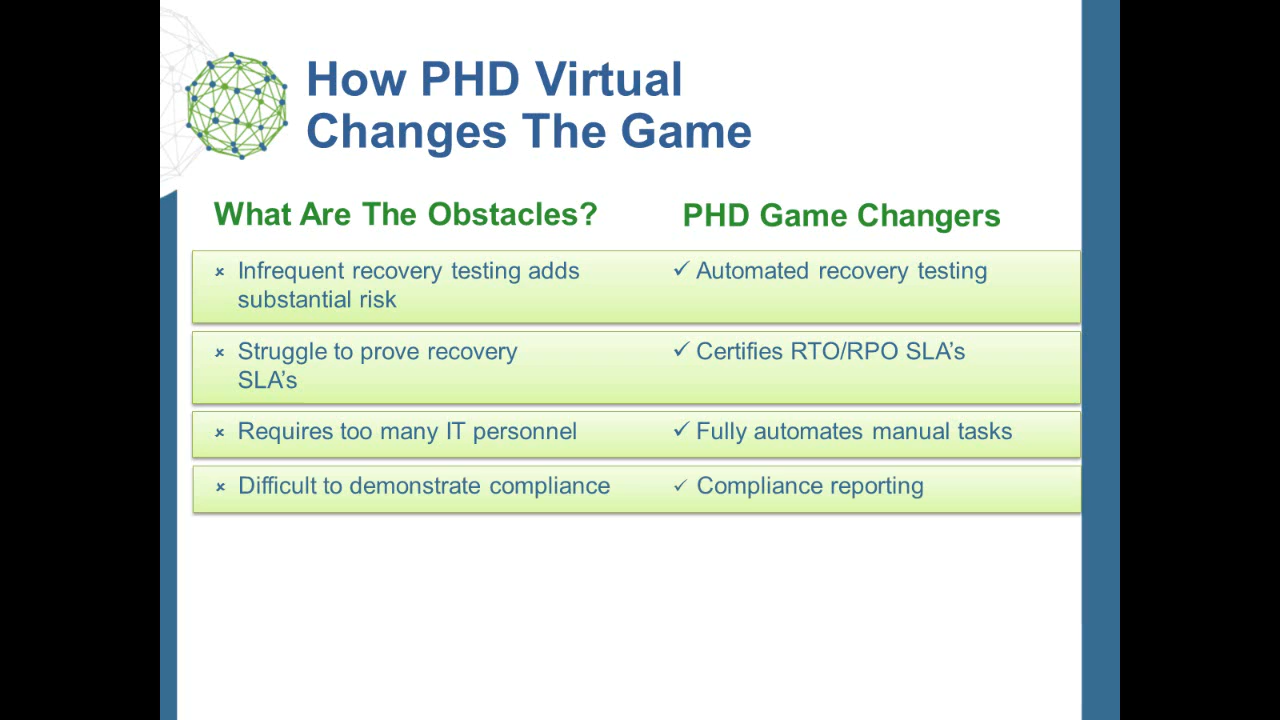 How PHD Virtual
Changes The Game
What Are The Obstacles?
PHD Game Changers
× Infrequent recovery testing adds
substantial risk
✓ Automated recovery testing
× Struggle to prove recovery
SLA’s
✓ Certifies RTO/RPO SLA’s
× Requires too many IT personnel
✓ Fully automates manual tasks
× Difficult to demonstrate compliance
✓ Compliance reporting